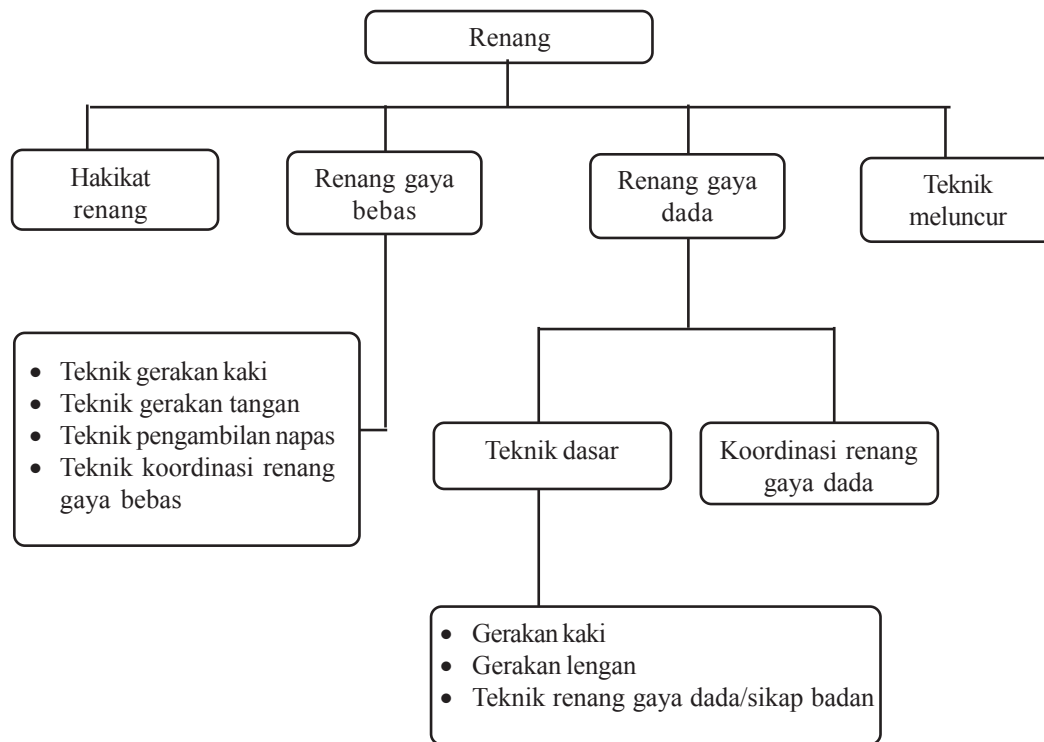 Renang
Hakikat
renang
Renang gaya
bebas
Renang gaya
dada
Teknik
meluncur
• Teknik gerakan kaki
• Teknik gerakan tangan
• Teknik pengambilan napas
• Teknik koordinasi renang
gaya bebas
Teknik dasar
Koordinasi renang
gaya dada
• Gerakan kaki
• Gerakan lengan
• Teknik renang gaya dada/sikap badan